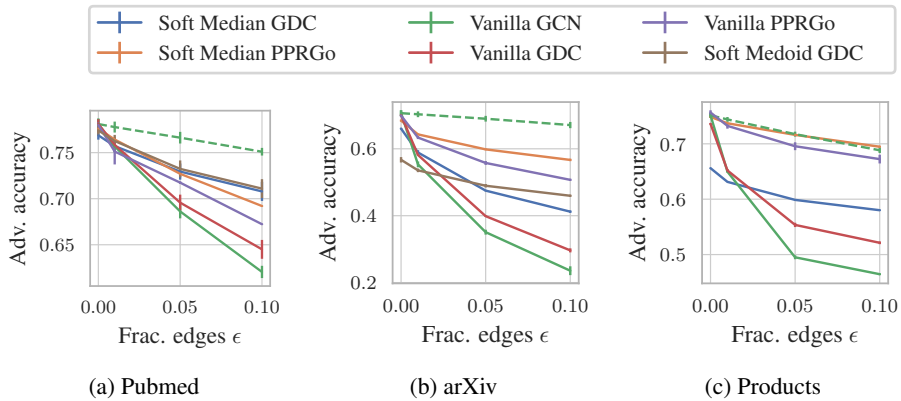 Soft Median GDC Vanilla GCN Vanilla PPRGo
Soft Median PPRGo Vanilla GDC Soft Medoid GDC
Adv. accuracy
0.75
0.70
0.65
0.00 0.05 0.10
Frac. edges ϵ
(a) Pubmed
Adv. accuracy
0.6
0.4
0.2
0.00 0.05 0.10
Frac. edges ϵ
(b) arXiv
Adv. accuracy
0.7
0.6
0.5
0.00 0.05 0.10
Frac. edges ϵ
(c) Products